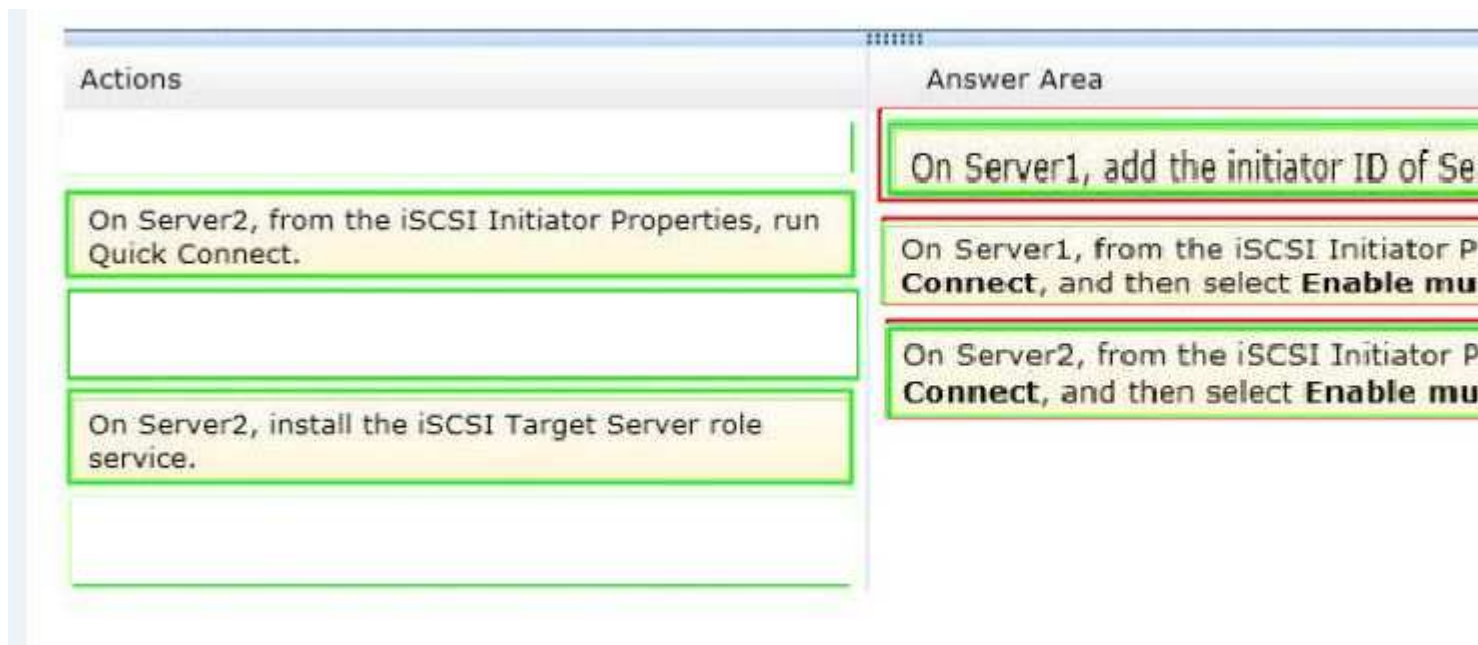 Actions
Answer Area
On Server2, from the iSCSI Initiator Properties, run
Quick Connect.
On Server2, install the iSCSI Target Server role
service.
On Server1, add the initiator ID of Se
On Server1, from the iSCSI Initiator P
Connect, and then select Enable mu
On Server2, from the iSCSI Initiator P
Connect, and then select Enable mu